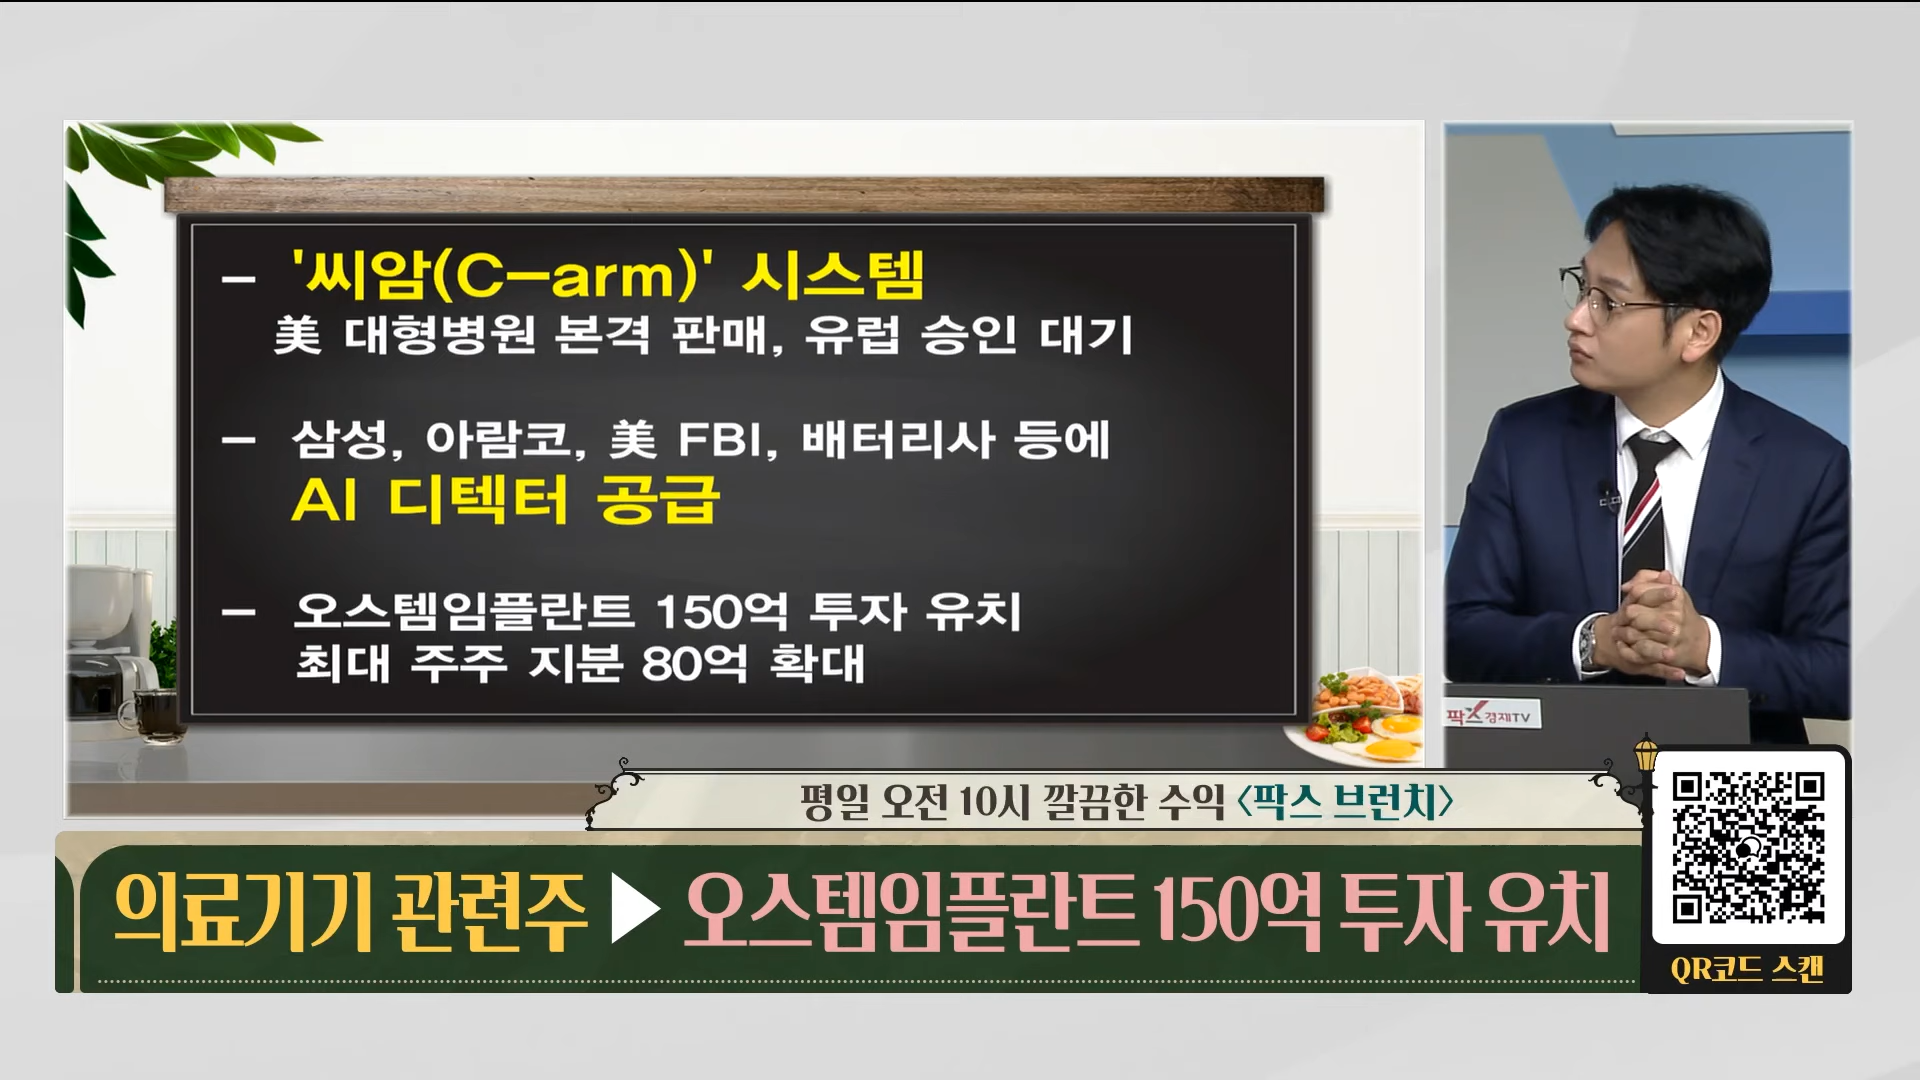 - '씨암(C-arm)' 시스템
美 대형병원 본격 판매, 유럽 승인 대기
- 삼성, 아람코, 美 FBI, 배터리사 등에
AI 디텍터 공급
- 오스템임플란트 150억 투자 유치
최대 주주 지분 80억 확대
팍스경제TV
평일 오전 10시 깔끔한 수익 <팍스 브런치>
의료기기 관련주 ▶ 오스템임플란트 150억 투자 유치
QR코드 스캔